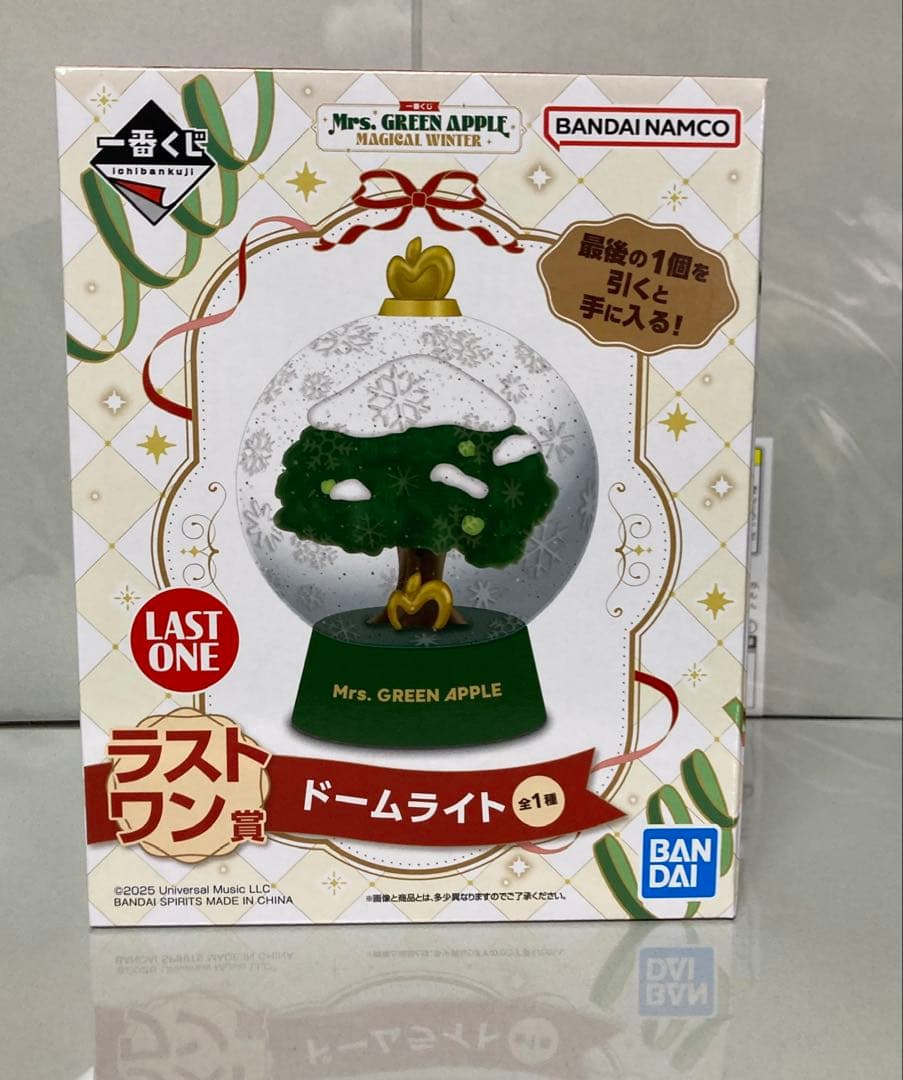 一番くじ
ichibankuji
一番くじ
Mrs. GREEN APPLE
MAGICAL WINTER
BANDAI NAMCO
最後の1個を
引くと
手に入る!
Mrs. GREEN APPLE
LAST
ONE
ラスト
ワン賞
ドームライト 全1種
BAN
DAI
©2025 Universal Music LLC
BANDAI SPIRITS MADE IN CHINA
※画像と商品とは、多少異なりますのでご了承ください。